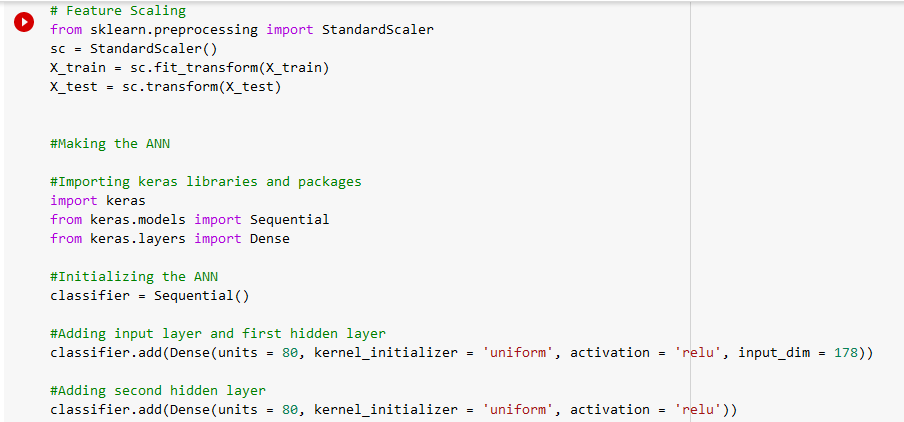 # Feature Scaling
from sklearn.preprocessing import StandardScaler
sc = StandardScaler()
X_train = sc.fit_transform(X_train)
X_test = sc.transform(X_test)
#Making the ANN
#Importing keras libraries and packages
import keras
from keras.models import Sequential
from keras.layers import Dense
#Initializing the ANN
classifier = Sequential()
#Adding input layer and first hidden layer
classifier.add(Dense(units = 80, kernel_initializer = 'uniform', activation = 'relu', input_dim = 178))
#Adding second hidden layer
classifier.add(Dense(units = 80, kernel_initializer = 'uniform', activation = 'relu'))